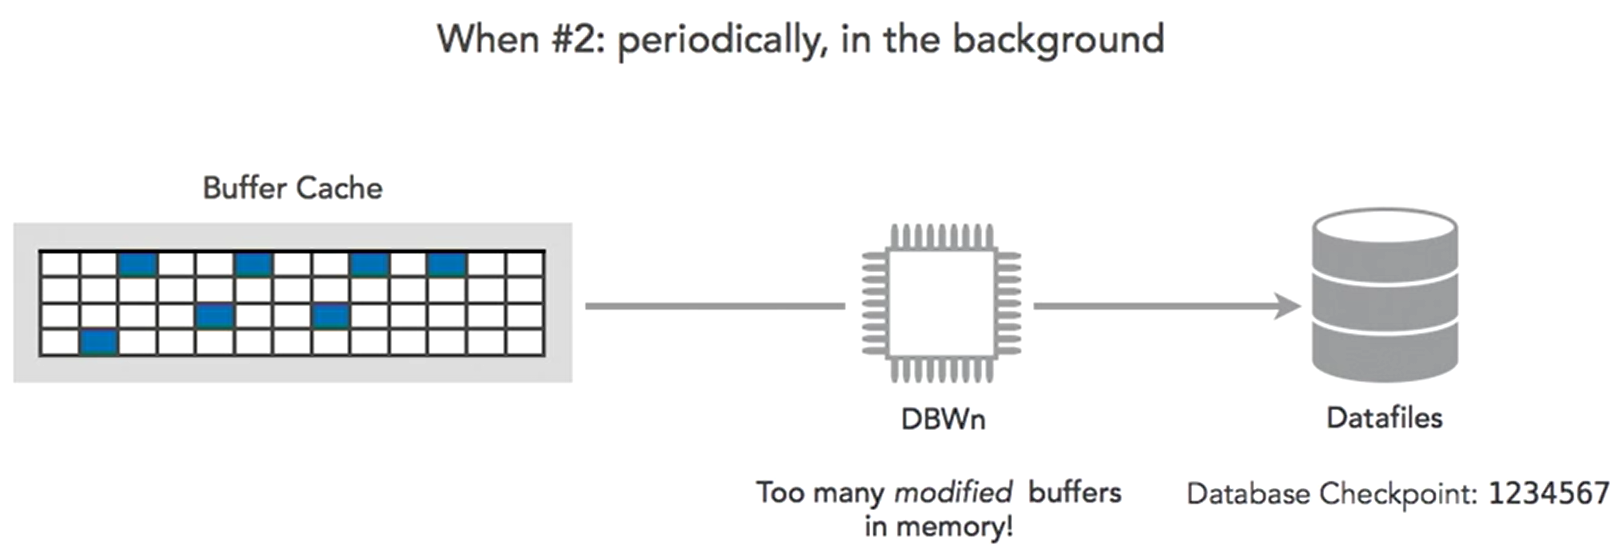 When #2: periodically, in the background
Buffer Cache
DBWn
Datafiles
Too many modified buffers
in memory!
Database Checkpoint: 1234567